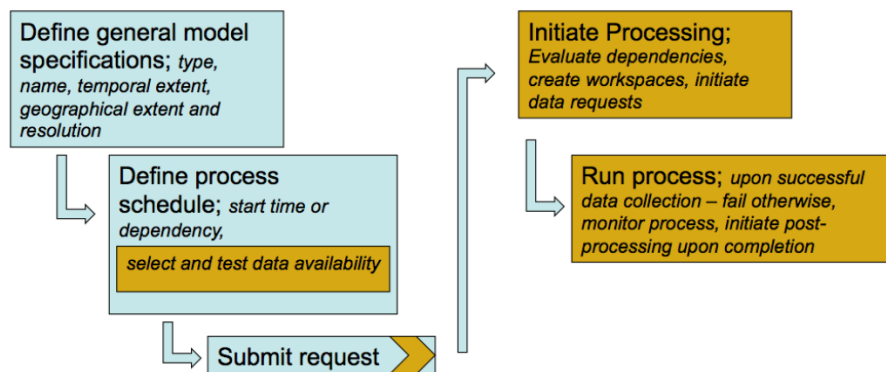 Define general model
specifications; type,
name, temporal extent,
geographical extent and
resolution
Define process
schedule; start time or
dependency,
select and test data availability
Submit request
Initiate Processing;
Evaluate dependencies,
create workspaces, initiate
data requests
Run process; upon successful
data collection – fail otherwise,
monitor process, initiate post-
processing upon completion